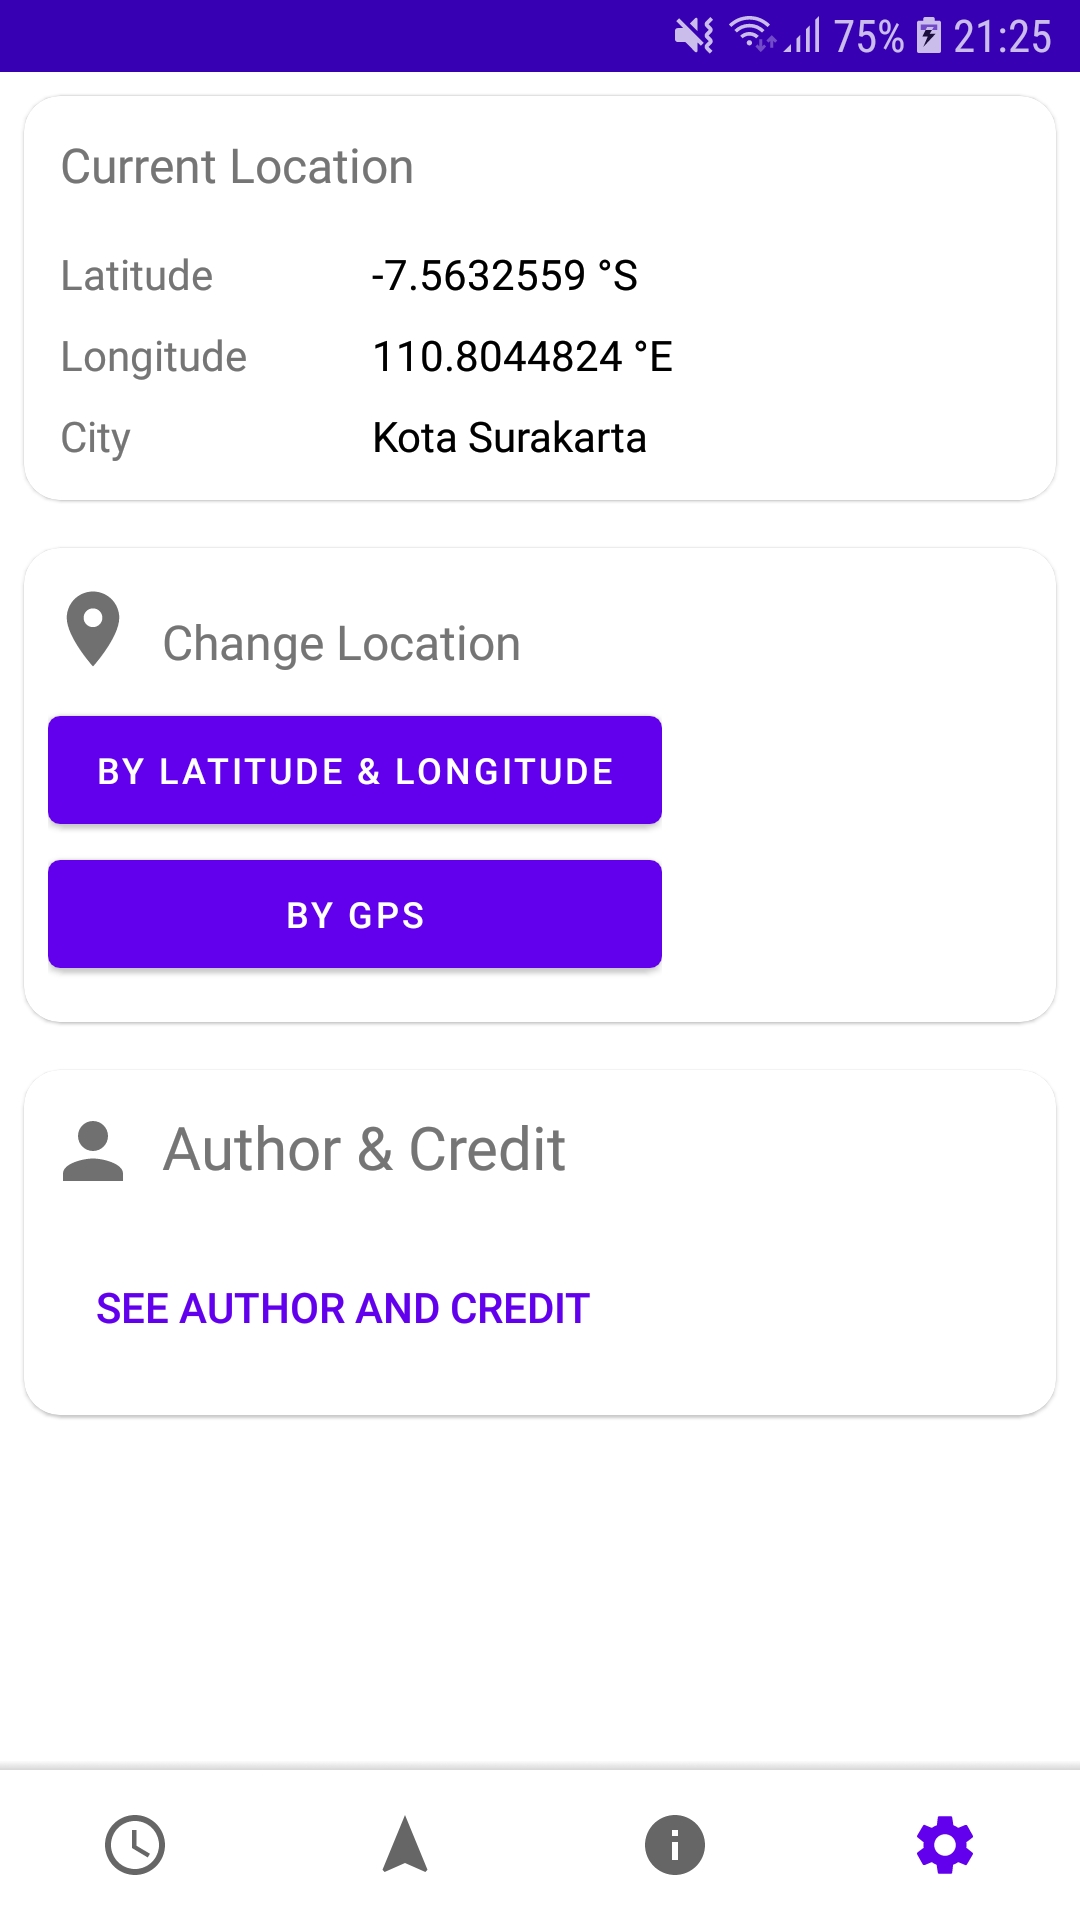 75% 21:25
Current Location
Latitude -7.5632559 °S
Longitude 110.8044824 °E
City Kota Surakarta
Change Location
BY LATITUDE & LONGITUDE
BY GPS
Author & Credit
SEE AUTHOR AND CREDIT